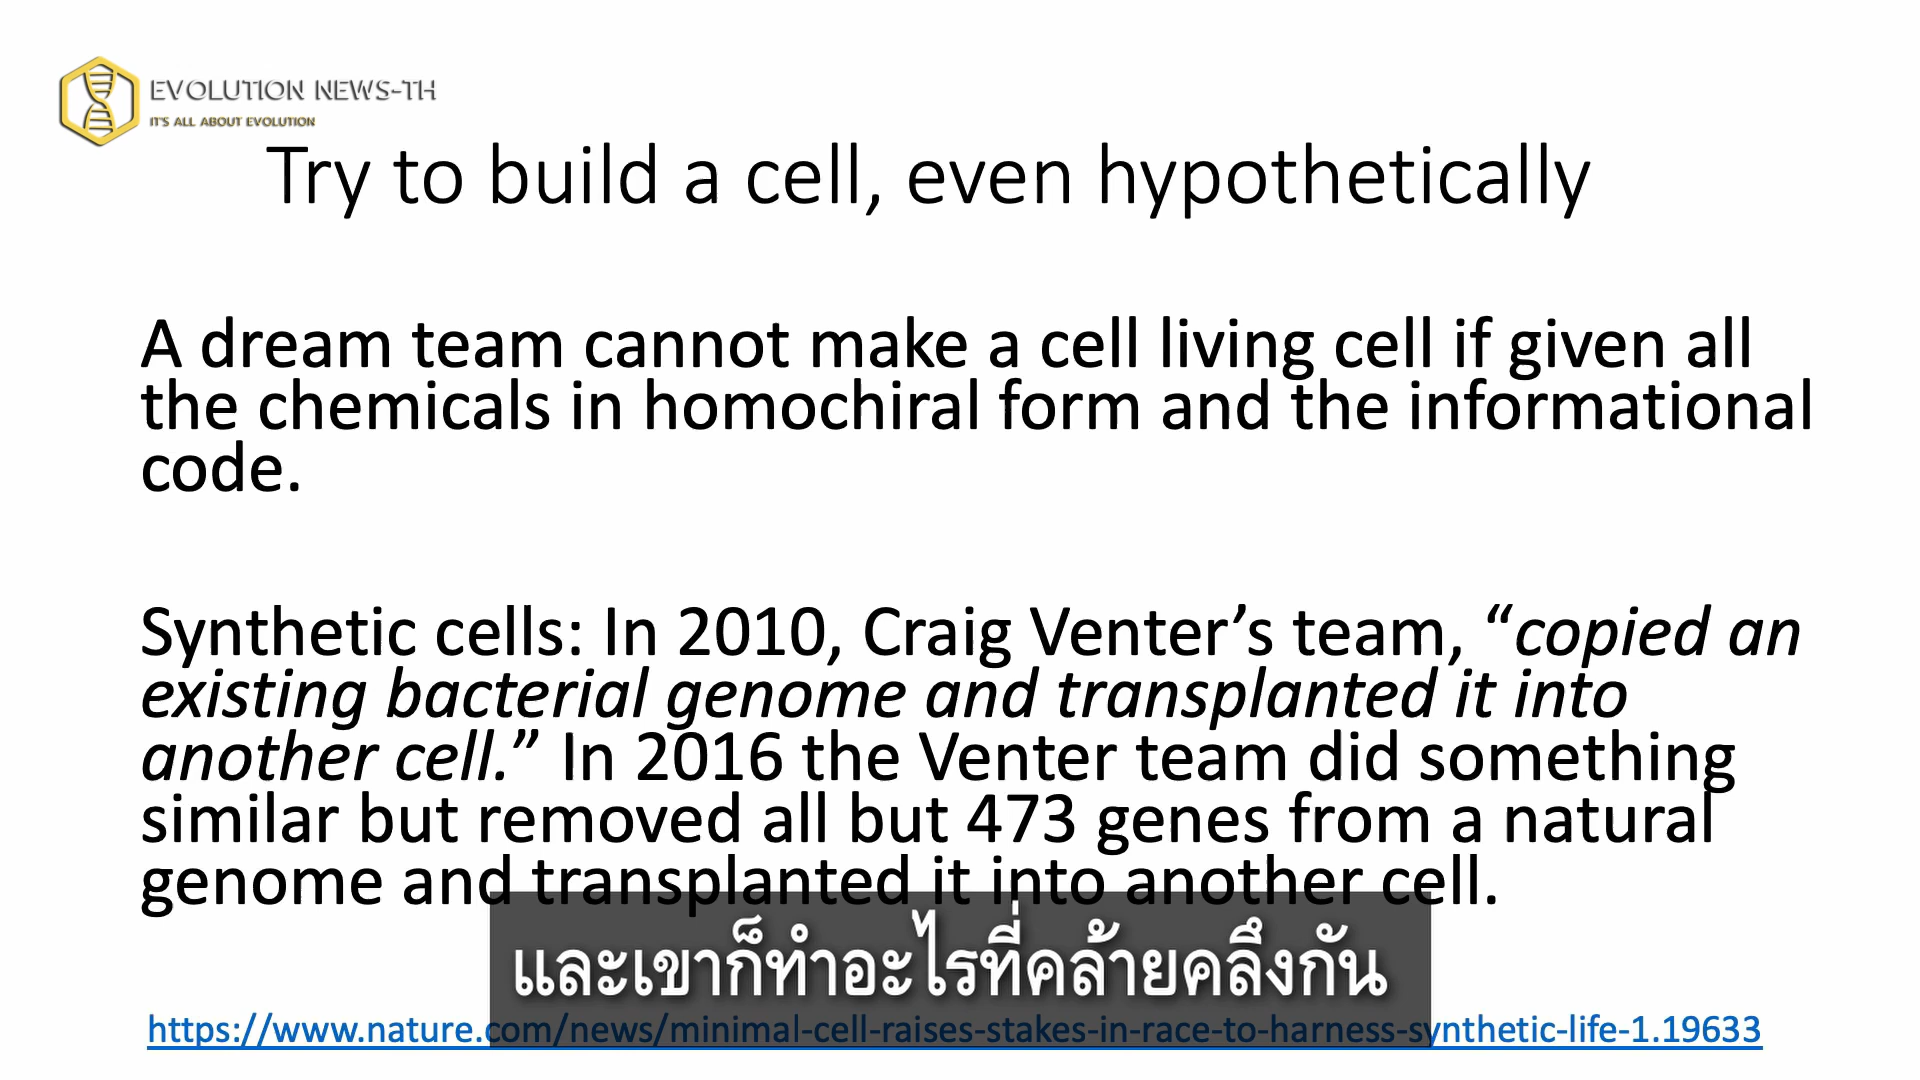 EVOLUTION NEWS-TH
IT'S ALL ABOUT EVOLUTION
Try to build a cell, even hypothetically
A dream team cannot make a cell living cell if given all
the chemicals in homochiral form and the informational
code.
Synthetic cells: In 2010, Craig Venter’s team, “copied an
existing bacterial genome and transplanted it into
another cell.” In 2016 the Venter team did something
similar but removed all but 473 genes from a natural
genome and transplanted it into another cell.
และเขาก็ทำอะไรที่คล้ายคลึงกัน
https://www.nature.com/news/minimal-cell-raises-stakes-in-race-to-harness-synthetic-life-1.19633